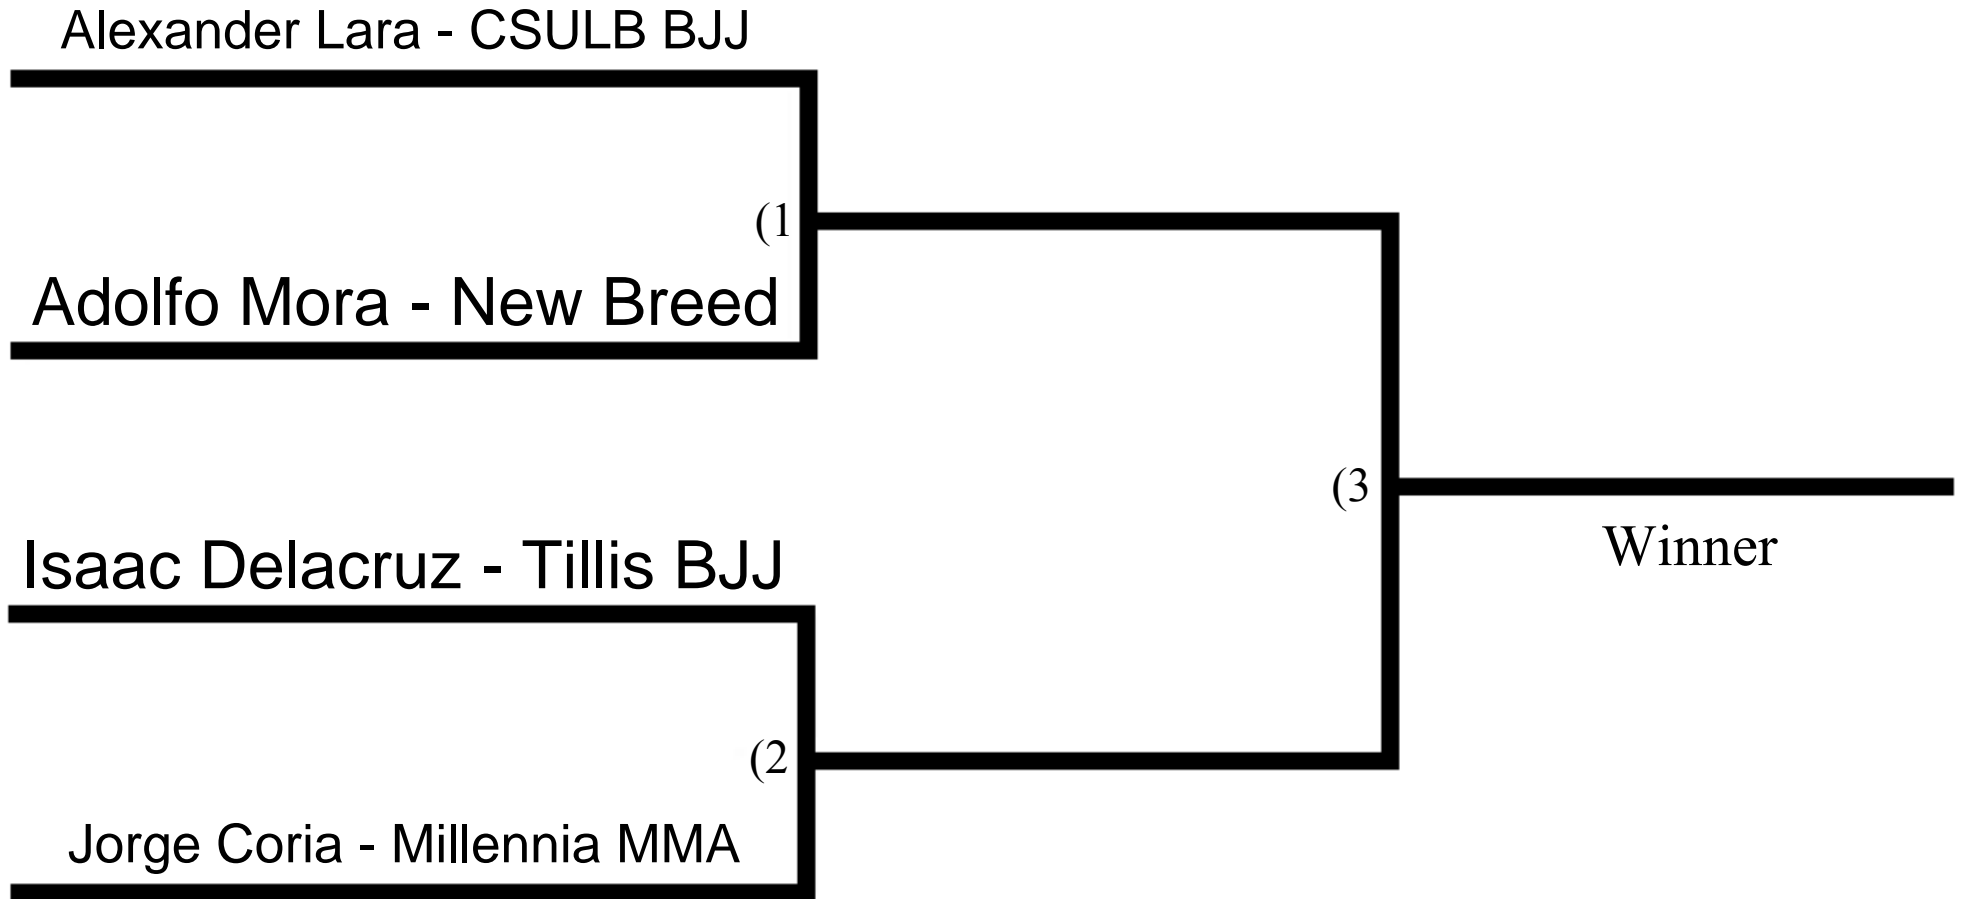 Alexander Lara - CSULB BJJ
(1
Adolfo Mora - New Breed
(3
Winner
Isaac Delacruz - Tillis BJJ
(2
Jorge Coria - Millennia MMA